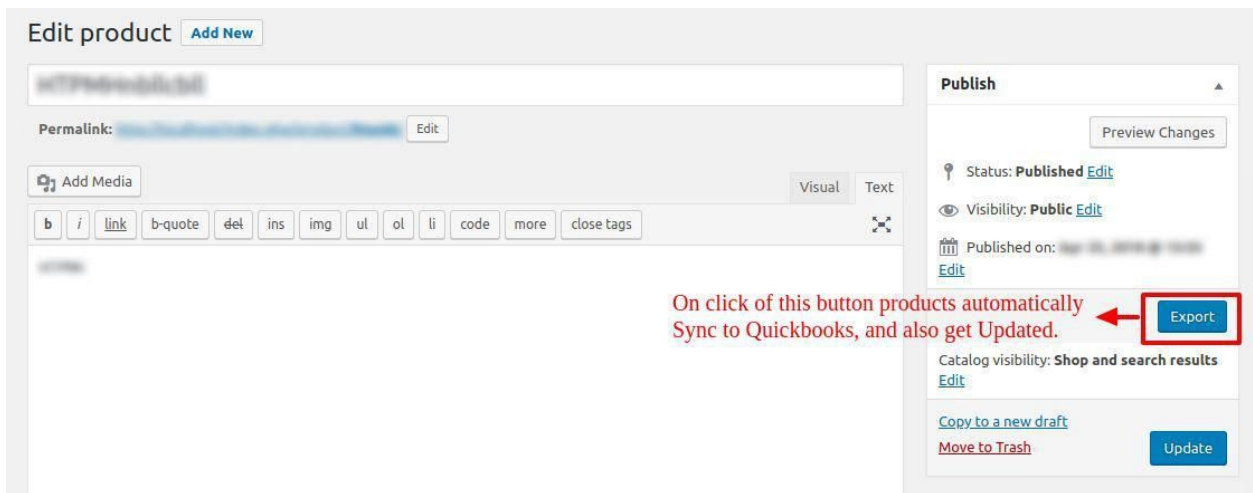 Edit product Add New
Permalink: Edit
Add Media
Visual Text
b i link b-quote del ins img ul ol li code more close tags
Publish
Preview Changes
Status: Published Edit
Visibility: Public Edit
Published on:
Edit
On click of this button products automatically
Sync to Quickbooks, and also get Updated.
Export
Catalog visibility: Shop and search results
Edit
Copy to a new draft
Move to Trash
Update